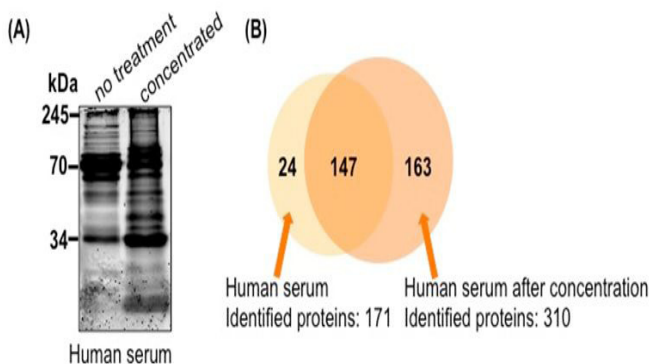 (A)
no treatment
concentrated
kDa
245
70
34
Human serum
(B)
24
147
163
Human serum
Identified proteins: 171
Human serum after concentration
Identified proteins: 310